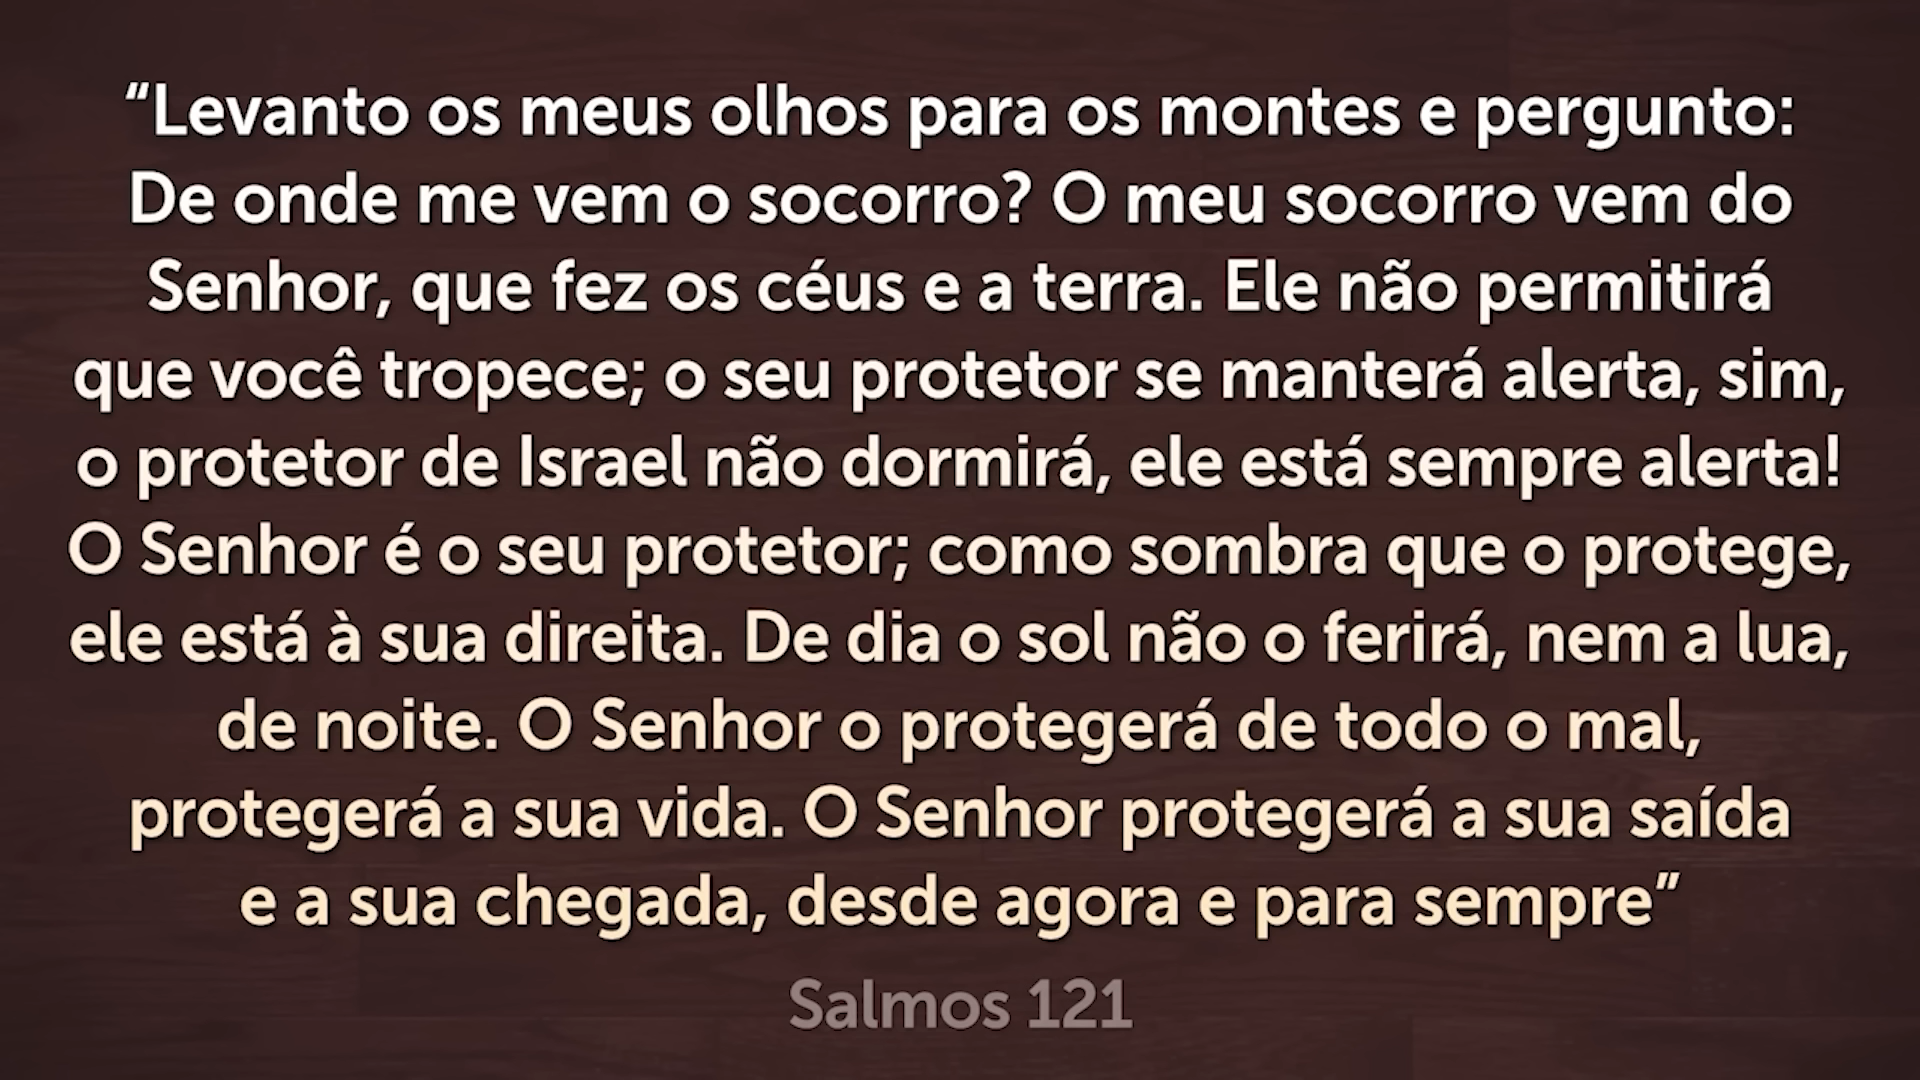 “Levanto os meus olhos para os montes e pergunto:
De onde me vem o socorro? O meu socorro vem do
Senhor, que fez os céus e a terra. Ele não permitirá
que você tropece; o seu protetor se manterá alerta, sim,
o protetor de Israel não dormirá, ele está sempre alerta!
O Senhor é o seu protetor; como sombra que o protege,
ele está à sua direita. De dia o sol não o ferirá, nem a lua,
de noite. O Senhor o protegerá de todo o mal,
protegerá a sua vida. O Senhor protegerá a sua saída
e a sua chegada, desde agora e para sempre”
Salmos 121